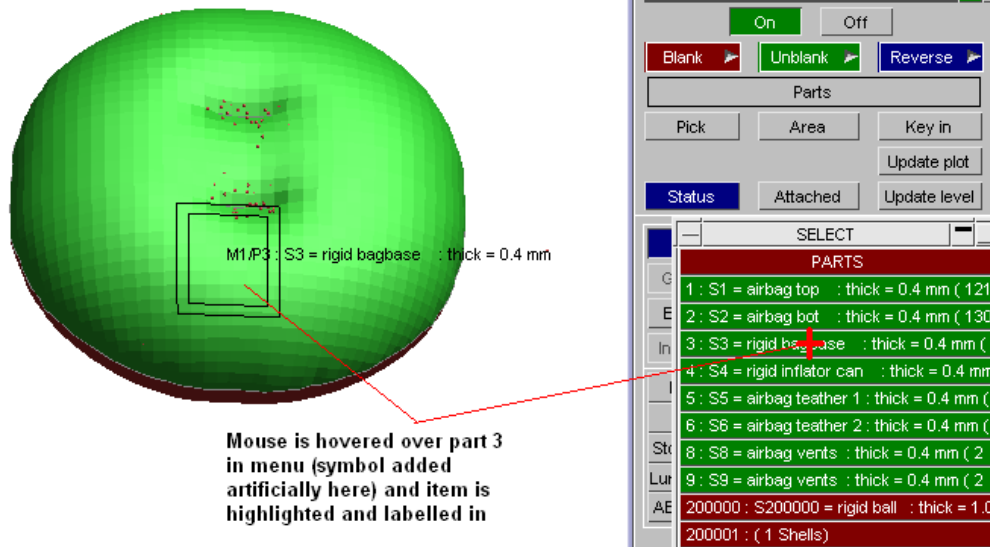 On Off
Blank Unblank Reverse
Parts
Pick Area Key in
Update plot
Status Attached Update level
SELECT
PARTS
1 : S1 = airbag top : thick = 0.4 mm ( 121
2 : S2 = airbag bot : thick = 0.4 mm ( 130
3 : S3 = rigid bagbase : thick = 0.4 mm (
4 : S4 = rigid inflator can : thick = 0.4 mm
5 : S5 = airbag teather 1 : thick = 0.4 mm (
6 : S6 = airbag teather 2 : thick = 0.4 mm (
8 : S8 = airbag vents : thick = 0.4 mm ( 2
9 : S9 = airbag vents : thick = 0.4 mm ( 2
200000 : S200000 = rigid ball : thick = 1.0
200001 : ( 1 Shells)
M1/P3 : S3 = rigid bagbase : thick = 0.4 mm
Mouse is hovered over part 3
in menu (symbol added
artificially here) and item is
highlighted and labelled in